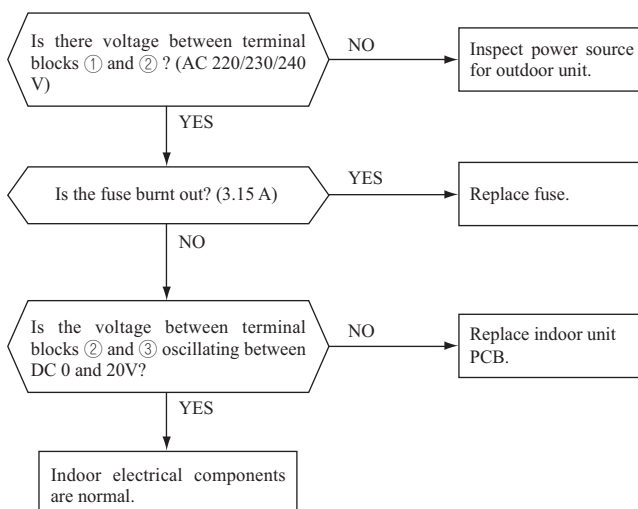 Is there voltage between terminal
blocks ① and ② ? (AC 220/230/240
V)
NO
Inspect power source
for outdoor unit.
YES
Is the fuse burnt out? (3.15 A)
YES
Replace fuse.
NO
Is the voltage between terminal
blocks ② and ③ oscillating between
DC 0 and 20V?
NO
Replace indoor unit
PCB.
YES
Indoor electrical components
are normal.